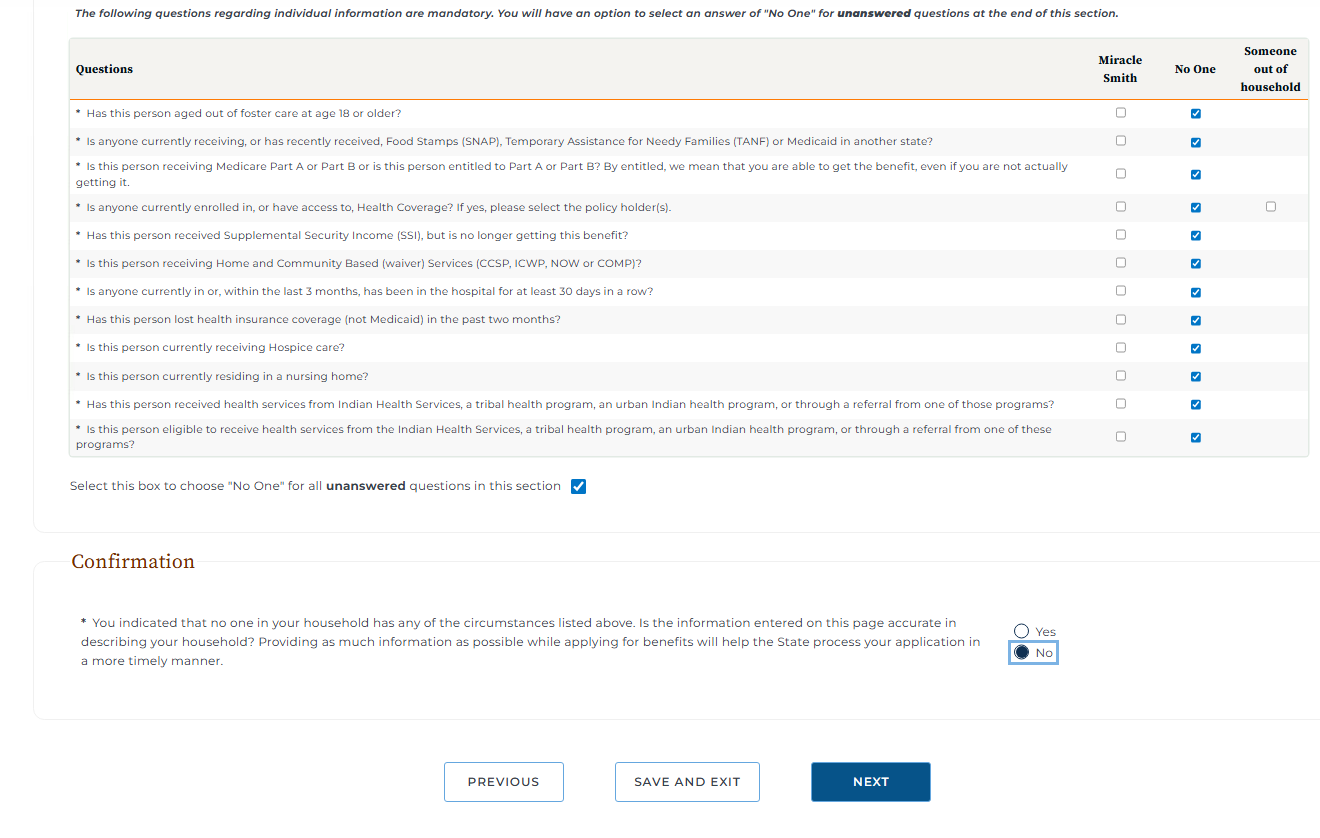 The following questions regarding individual information are mandatory. You will have an option to select an answer of "No One" for unanswered questions at the end of this section.
Questions
Miracle
Smith
No One
Someone
out of
household
* Has this person aged out of foster care at age 18 or older?
* Is anyone currently receiving, or has recently received, Food Stamps (SNAP), Temporary Assistance for Needy Families (TANF) or Medicaid in another state?
* Is this person receiving Medicare Part A or Part B or is this person entitled to Part A or Part B? By entitled, we mean that you are able to get the benefit, even if you are not actually
getting it.
* Is anyone currently enrolled in, or have access to, Health Coverage? If yes, please select the policy holder(s).
* Has this person received Supplemental Security Income (SSI), but is no longer getting this benefit?
* Is this person receiving Home and Community Based (waiver) Services (CCSP, ICWP, NOW or COMP)?
* Is anyone currently in or, within the last 3 months, has been in the hospital for at least 30 days in a row?
* Has this person lost health insurance coverage (not Medicaid) in the past two months?
* Is this person currently receiving Hospice care?
* Is this person currently residing in a nursing home?
* Has this person received health services from Indian Health Services, a tribal health program, an urban Indian health program, or through a referral from one of those programs?
* Is this person eligible to receive health services from the Indian Health Services, a tribal health program, an urban Indian health program, or through a referral from one of these
programs?
Select this box to choose "No One" for all unanswered questions in this section
Confirmation
* You indicated that no one in your household has any of the circumstances listed above. Is the information entered on this page accurate in
describing your household? Providing as much information as possible while applying for benefits will help the State process your application in
a more timely manner.
Yes
No
PREVIOUS
SAVE AND EXIT
NEXT